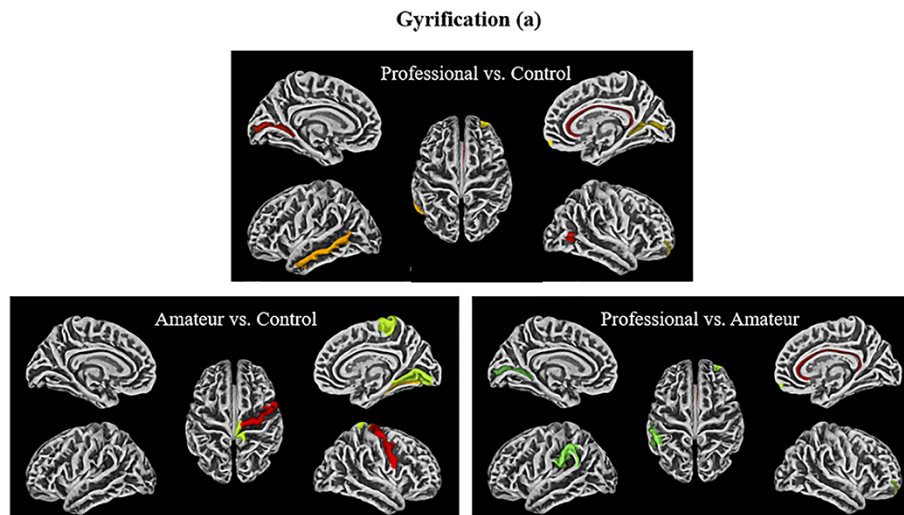 Gyrification (a)
Professional vs. Control
Amateur vs. Control
Professional vs. Amateur